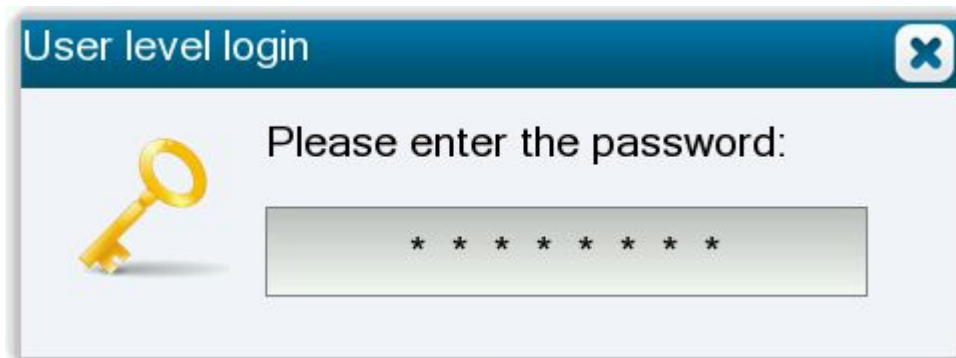 User level login
Please enter the password:
* * * * * * * *